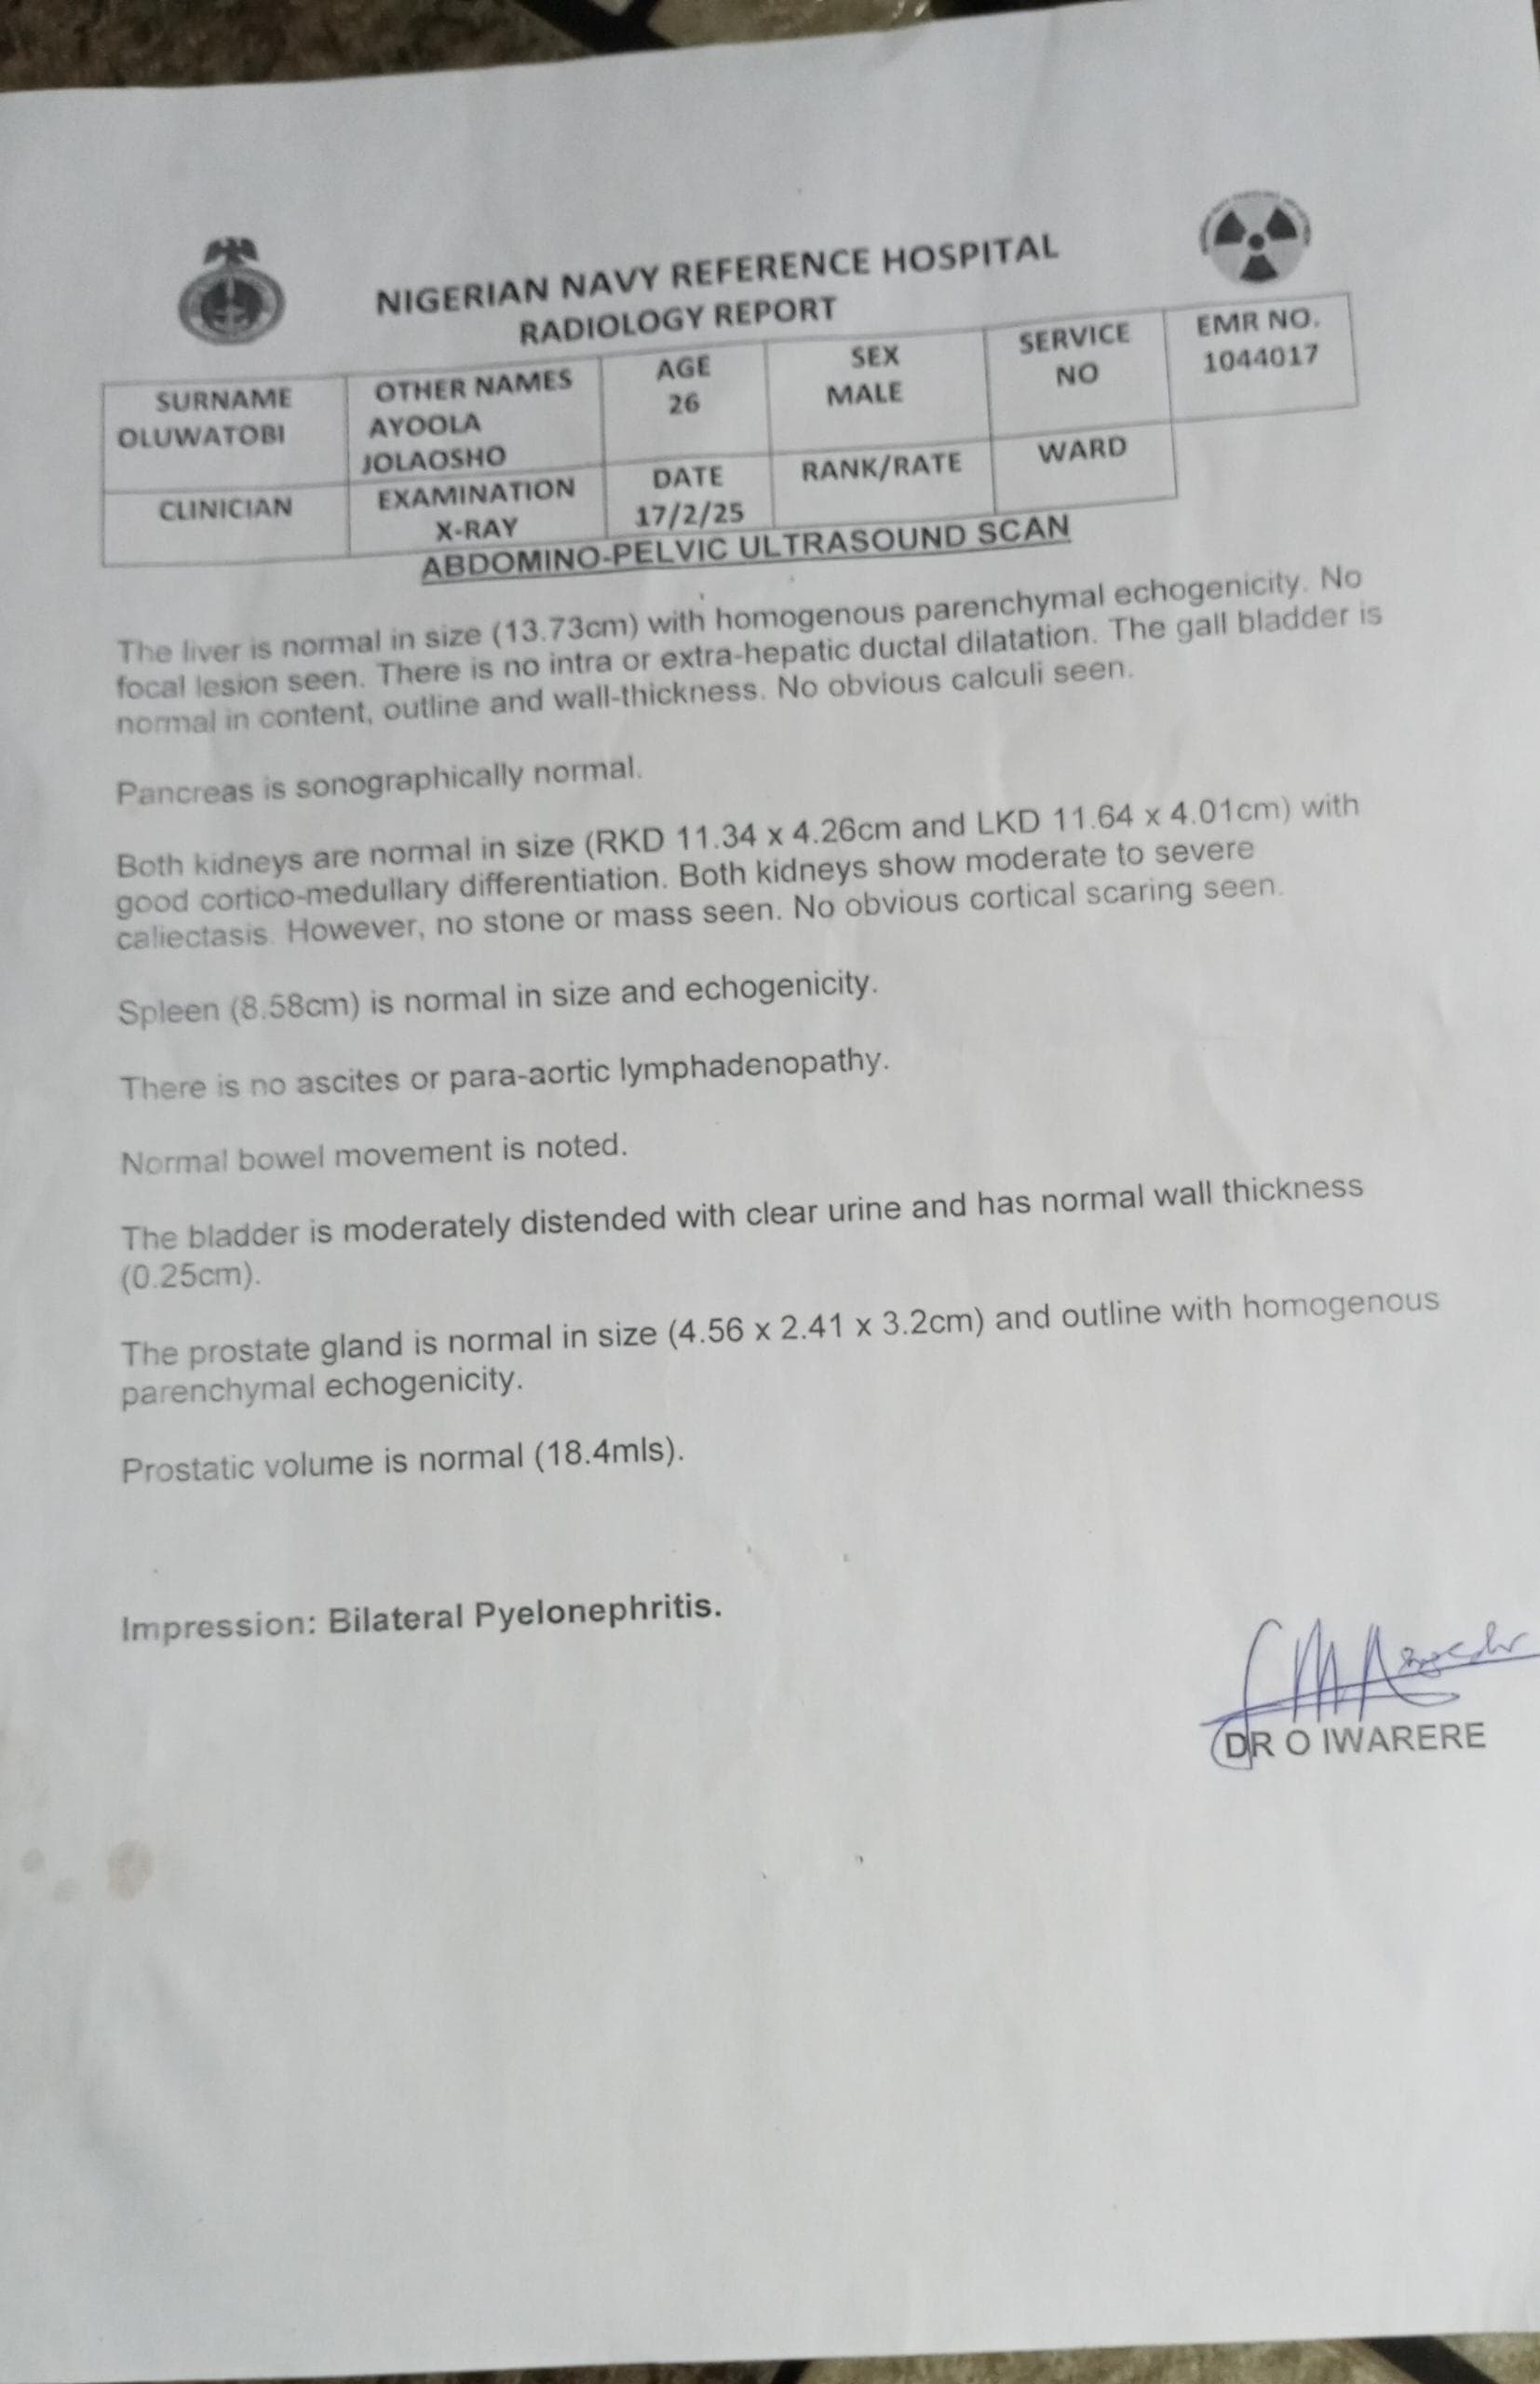 NIGERIAN NAVY REFERENCE HOSPITAL
RADIOLOGY REPORT
SURNAME
OLUWATOBI
OTHER NAMES
AYOOLA
JOLAOSHO
AGE
26
SEX
MALE
SERVICE
NO
EMR NO.
1044017
CLINICIAN
EXAMINATION
X-RAY
DATE
17/2/25
RANK/RATE
WARD
ABDOMINO-PELVIC ULTRASOUND SCAN
The liver is normal in size (13.73cm) with homogenous parenchymal echogenicity. No
focal lesion seen. There is no intra or extra-hepatic ductal dilatation. The gall bladder is
normal in content, outline and wall-thickness. No obvious calculi seen.
Pancreas is sonographically normal.
Both kidneys are normal in size (RKD 11.34 x 4.26cm and LKD 11.64 x 4.01cm) with
good cortico-medullary differentiation. Both kidneys show moderate to severe
caliectasis. However, no stone or mass seen. No obvious cortical scaring seen.
Spleen (8.58cm) is normal in size and echogenicity.
There is no ascites or para-aortic lymphadenopathy.
Normal bowel movement is noted.
The bladder is moderately distended with clear urine and has normal wall thickness
(0.25cm).
The prostate gland is normal in size (4.56 x 2.41 x 3.2cm) and outline with homogenous
parenchymal echogenicity.
Prostatic volume is normal (18.4mls).
Impression: Bilateral Pyelonephritis.
DR O IWARERE